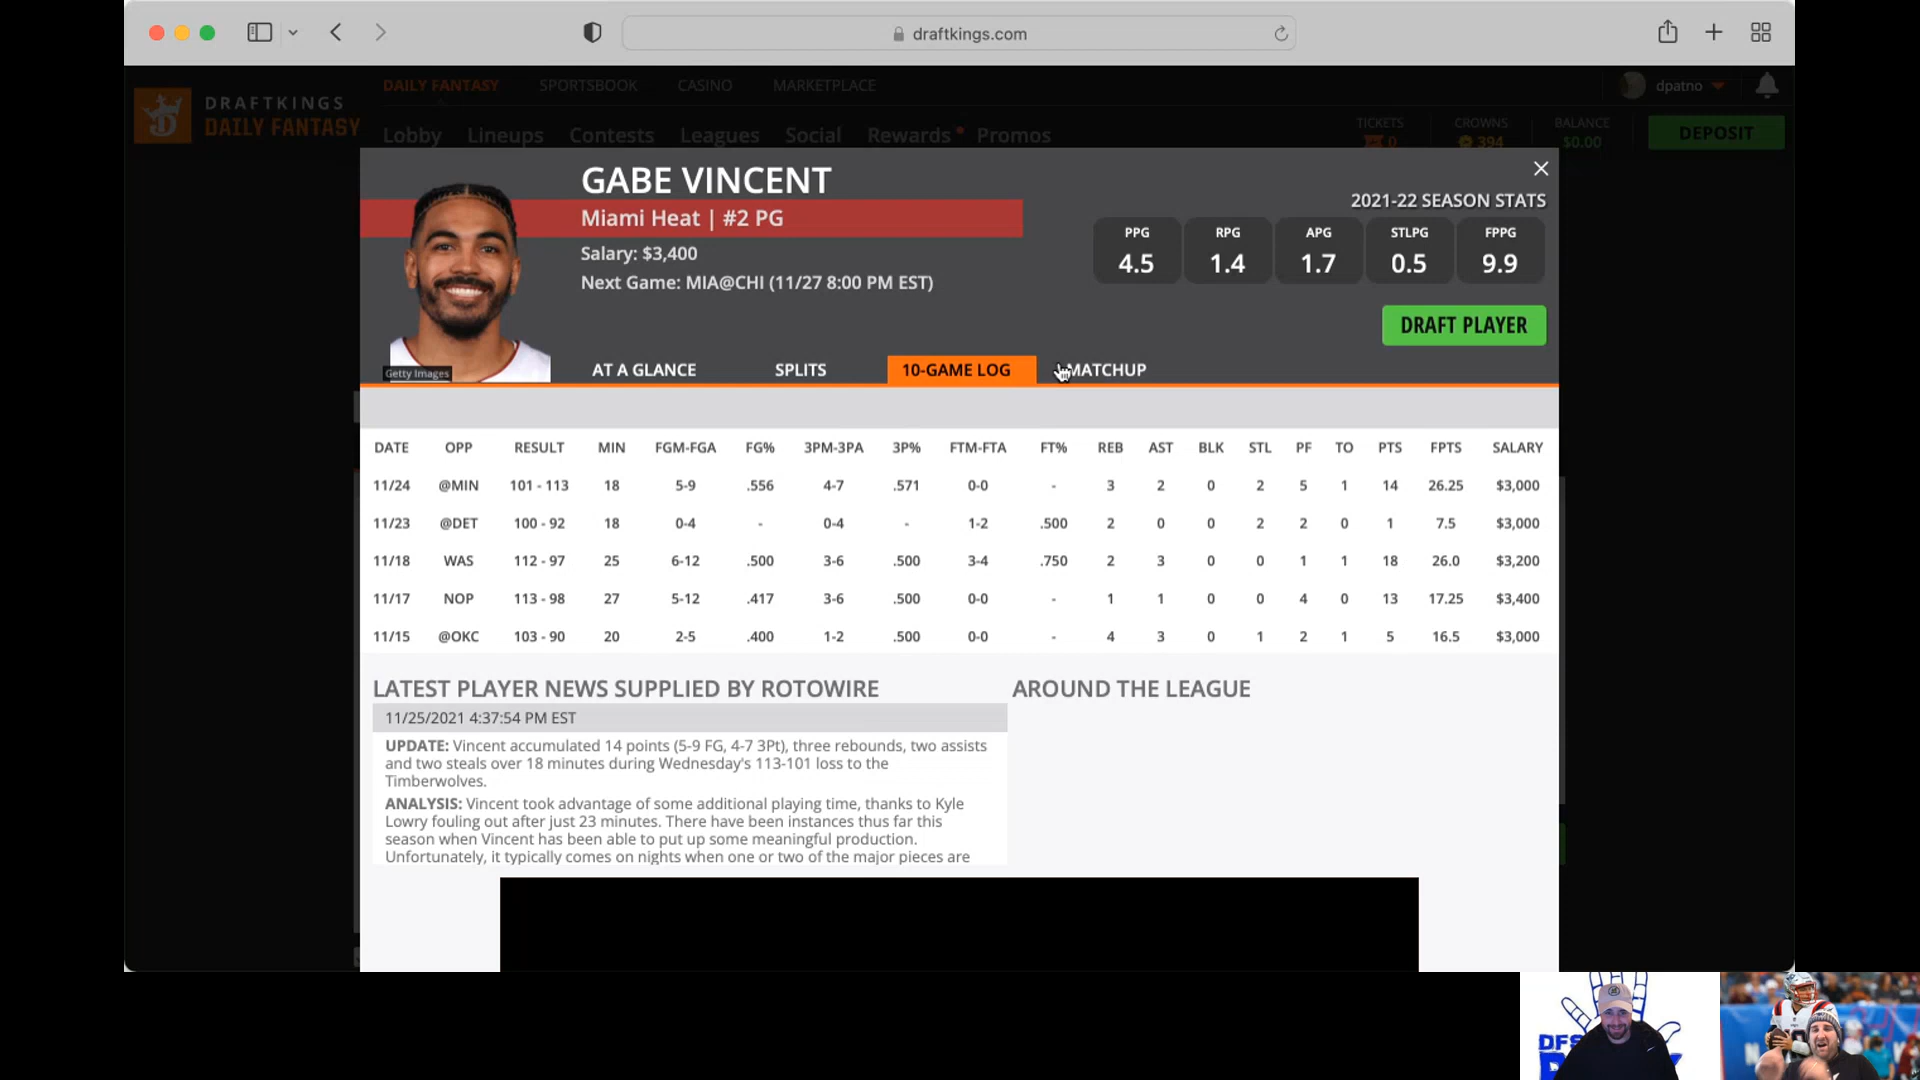 draftkings.com
DRAFTKINGS
DAILY FANTASY
DAILY FANTASY SPORTSBOOK CASINO MARKETPLACE
dpatno
Lobby Lineups Contests Leagues Social Rewards Promos
TICKETS CROWNS BALANCE
0 394 $0.00
DEPOSIT
GABE VINCENT
Miami Heat | #2 PG
Salary: $3,400
Next Game: MIA@CHI (11/27 8:00 PM EST)
2021-22 SEASON STATS
PPG RPG APG STLPG FPPG
4.5 1.4 1.7 0.5 9.9
DRAFT PLAYER
Getty Images
AT A GLANCE SPLITS 10-GAME LOG MATCHUP
DATE OPP RESULT MIN FGM-FGA FG% 3PM-3PA 3P% FTM-FTA FT% REB AST BLK STL PF TO PTS FPTS SALARY
11/24 @MIN 101 - 113 18 5-9 .556 4-7 .571 0-0 - 3 2 0 2 5 1 14 26.25 $3,000
11/23 @DET 100 - 92 18 0-4 - 0-4 - 1-2 .500 2 0 0 2 2 0 1 7.5 $3,000
11/18 WAS 112 - 97 25 6-12 .500 3-6 .500 3-4 .750 2 3 0 0 1 1 18 26.0 $3,200
11/17 NOP 113 - 98 27 5-12 .417 3-6 .500 0-0 - 1 1 0 0 4 0 13 17.25 $3,400
11/15 @OKC 103 - 90 20 2-5 .400 1-2 .500 0-0 - 4 3 0 1 2 1 5 16.5 $3,000
LATEST PLAYER NEWS SUPPLIED BY ROTOWIRE
AROUND THE LEAGUE
11/25/2021 4:37:54 PM EST
UPDATE: Vincent accumulated 14 points (5-9 FG, 4-7 3Pt), three rebounds, two assists
and two steals over 18 minutes during Wednesday's 113-101 loss to the
Timberwolves.
ANALYSIS: Vincent took advantage of some additional playing time, thanks to Kyle
Lowry fouling out after just 23 minutes. There have been instances thus far this
season when Vincent has been able to put up some meaningful production.
Unfortunately, it typically comes on nights when one or two of the major pieces are
DFS